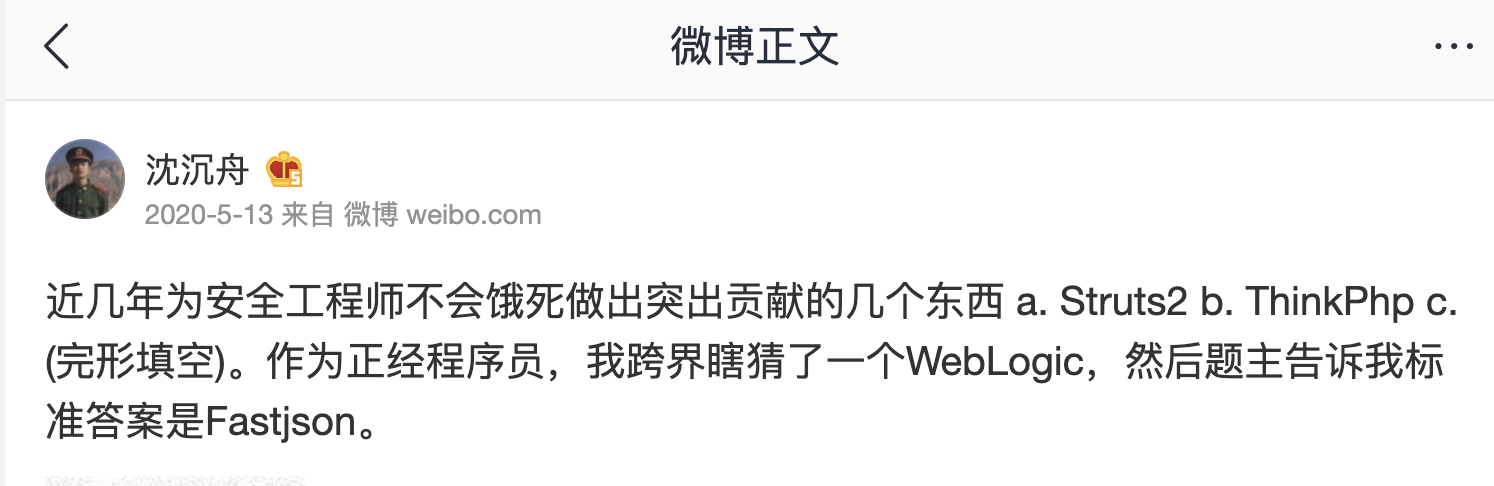 微博正文
沈沉舟
2020-5-13 来自 微博 weibo.com
近几年为安全工程师不会饿死做出突出贡献的几个东西 a. Struts2 b. ThinkPhp c.
(完形填空)。作为正经程序员，我跨界瞎猜了一个WebLogic，然后题主告诉我标
准答案是Fastjson。